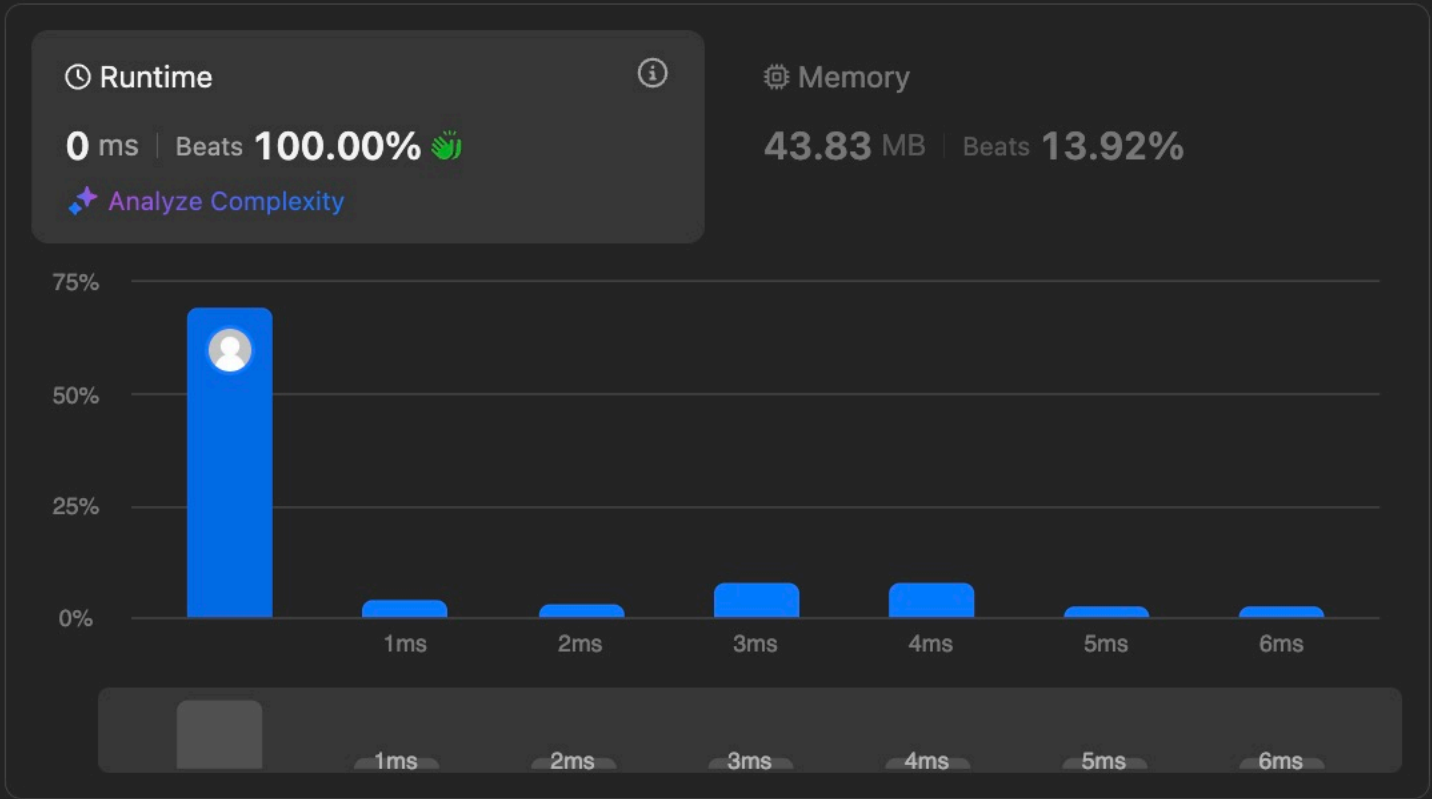 Runtime
0 ms | Beats 100.00%
Analyze Complexity
Memory
43.83 MB | Beats 13.92%
75%
50%
25%
0%
1ms 2ms 3ms 4ms 5ms 6ms
1ms 2ms 3ms 4ms 5ms 6ms